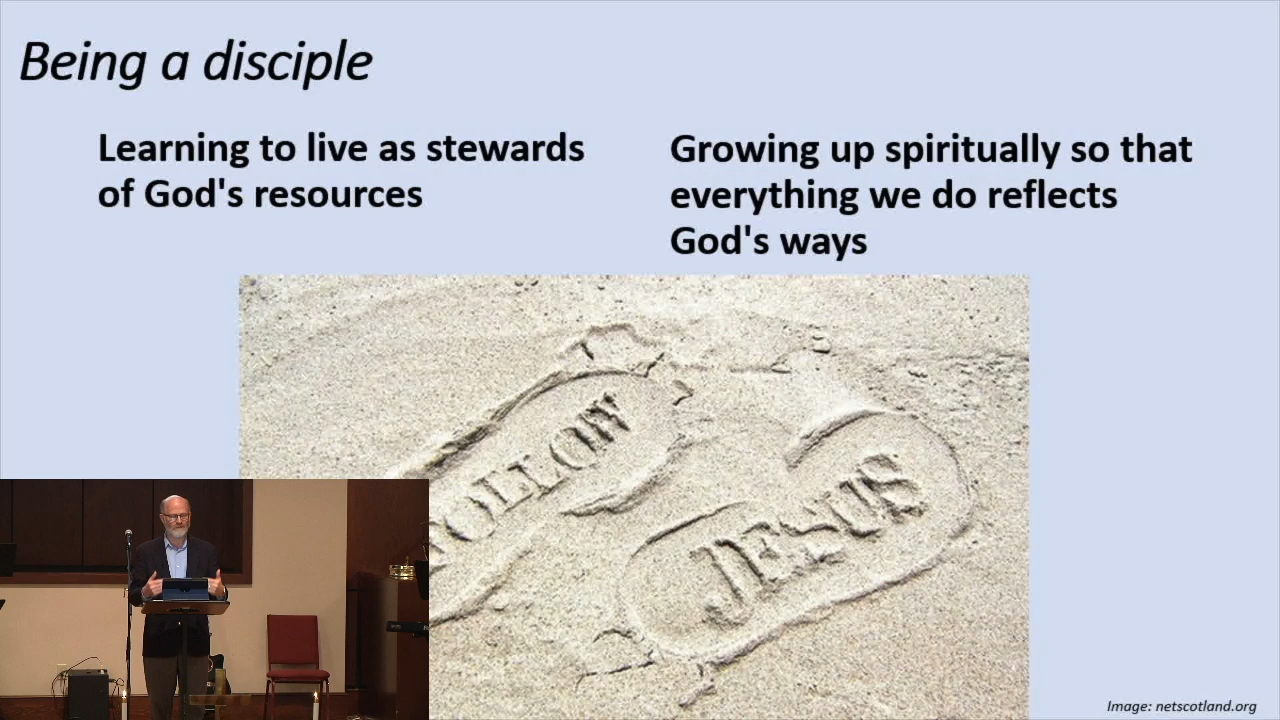 Being a disciple
Learning to live as stewards
of God's resources
Growing up spiritually so that
everything we do reflects
God's ways
FOLLOW
JESUS
Image: netscotland.org